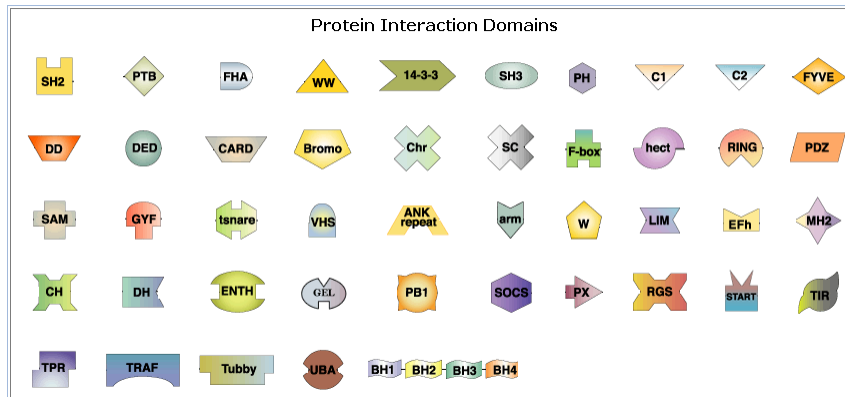 Protein Interaction Domains
SH2 PTB FHA WW 14-3-3 SH3 PH C1 C2 FYVE
DD DED CARD Bromo Chr SC F-box hect RING PDZ
SAM GYF tsnare VHS ANK
repeat arm W LIM EFh MH2
CH DH ENTH GEL PB1 SOCS PX RGS START TIR
TPR TRAF Tubby UBA BH1 BH2 BH3 BH4